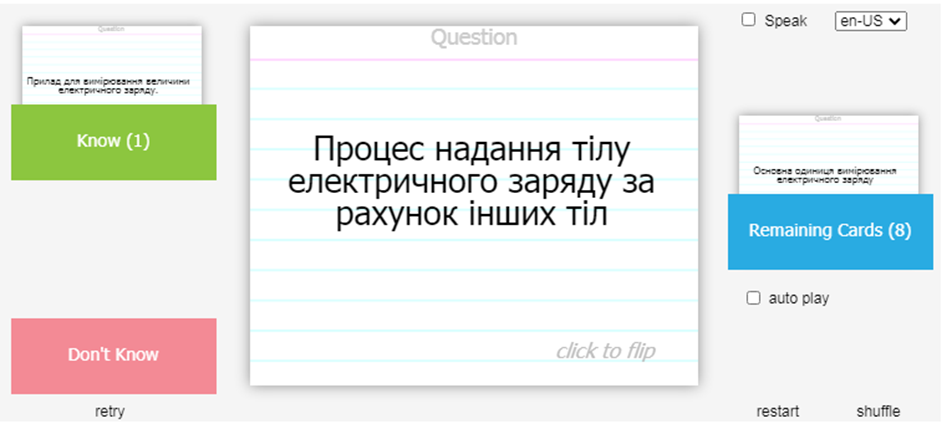 Question
Прилад для вимірювання величини
електричного заряду.
Know (1)
Don't Know
retry
Question
Процес надання тілу
електричного заряду за
рахунок інших тіл
click to flip
Speak
en-US
Question
Основна одиниця вимірювання
електричного заряду
Remaining Cards (8)
auto play
restart
shuffle